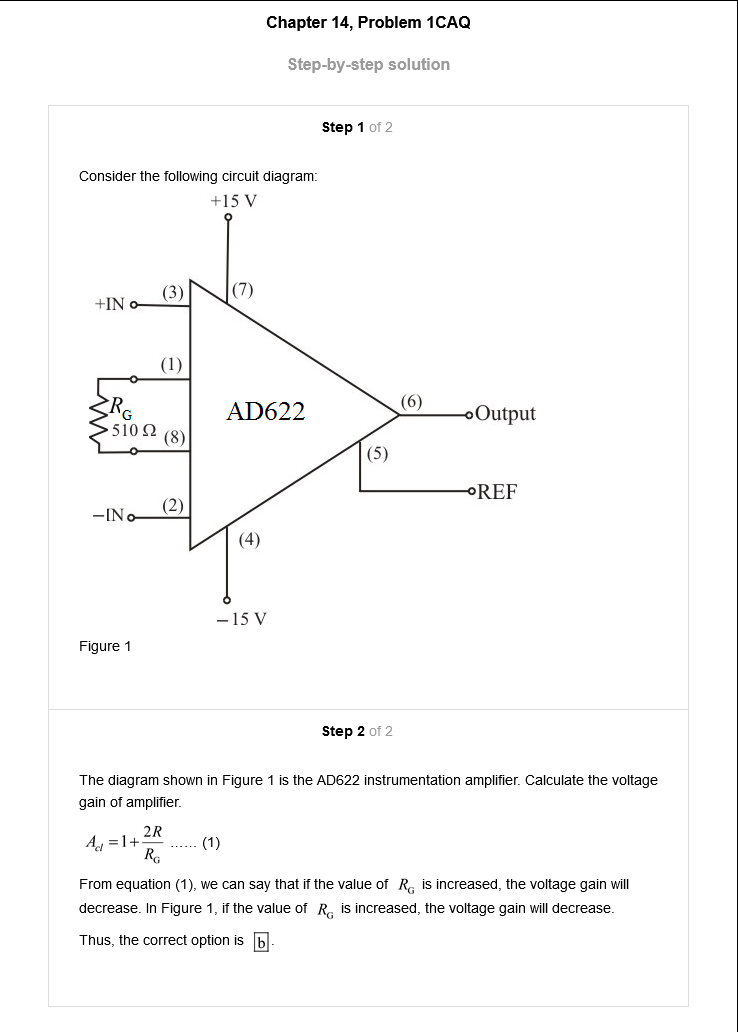 Chapter 14, Problem 1CAQ
Step-by-step solution
Step 1 of 2
Consider the following circuit diagram:
+15 V
(3)
(7)
+IN
(1)
R_G
510 Ω
(8)
AD622
(6)
Output
(5)
REF
(2)
−IN
(4)
−15 V
Figure 1
Step 2 of 2
The diagram shown in Figure 1 is the AD622 instrumentation amplifier. Calculate the voltage
gain of amplifier.
A_cl = 1 + 2R/R_G ...... (1)
From equation (1), we can say that if the value of R_G is increased, the voltage gain will
decrease. In Figure 1, if the value of R_G is increased, the voltage gain will decrease.
Thus, the correct option is b.